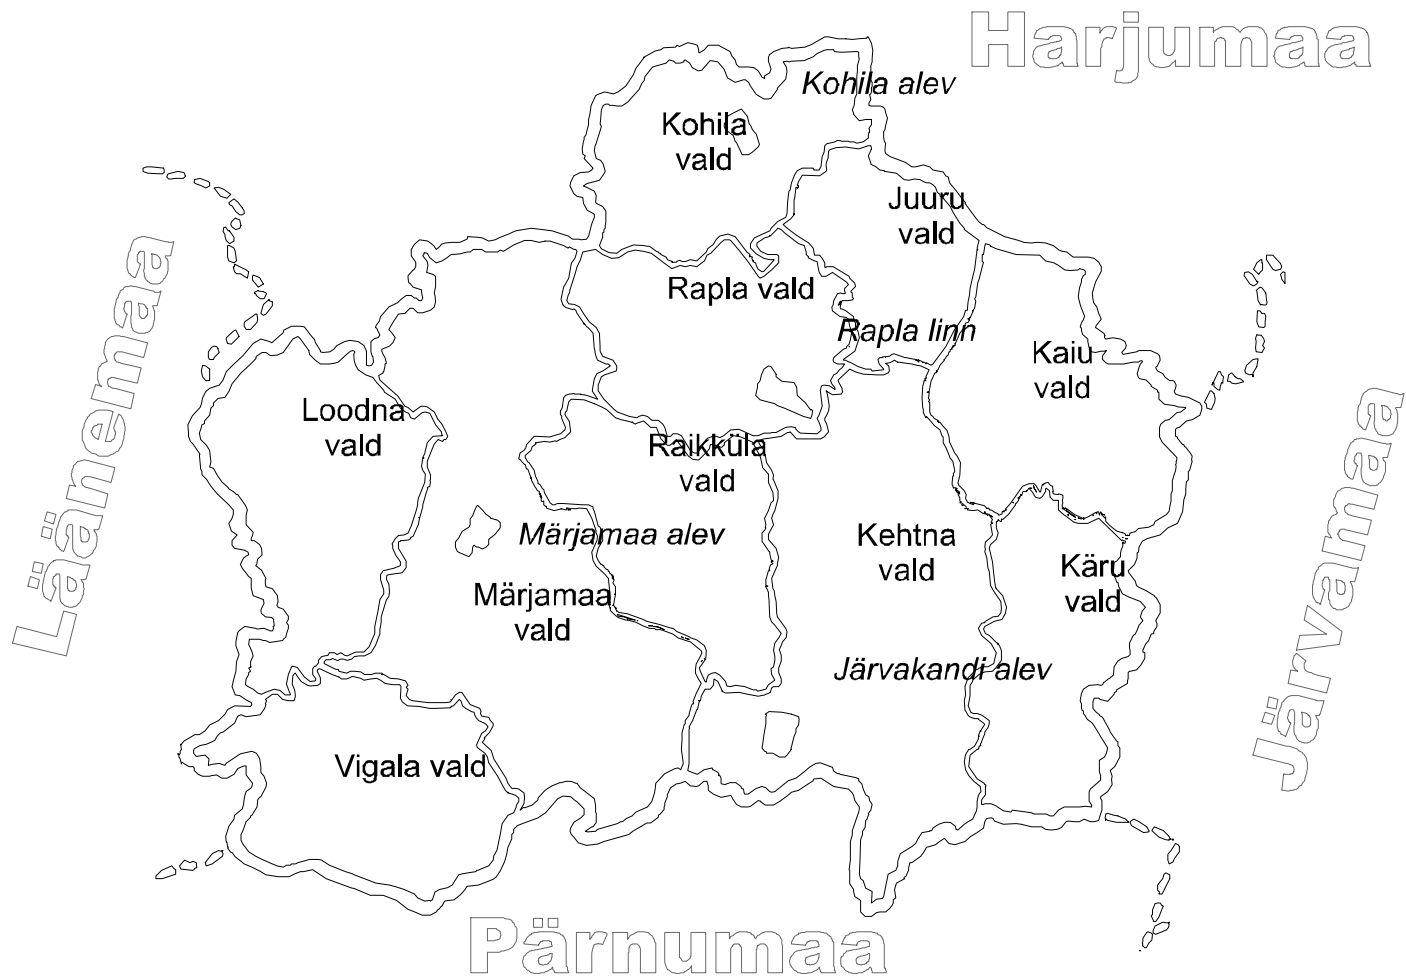 Harjumaa
Kohila alev
Kohila
vald
Juuru
vald
Rapla vald
Rapla linn
Kaiu
vald
Loodna
vald
Raikküla
vald
Märjamaa alev
Kehtna
vald
Käru
vald
Märjamaa
vald
Järvakandi alev
Vigala vald
Läänemaa
Järvamaa
Pärnumaa